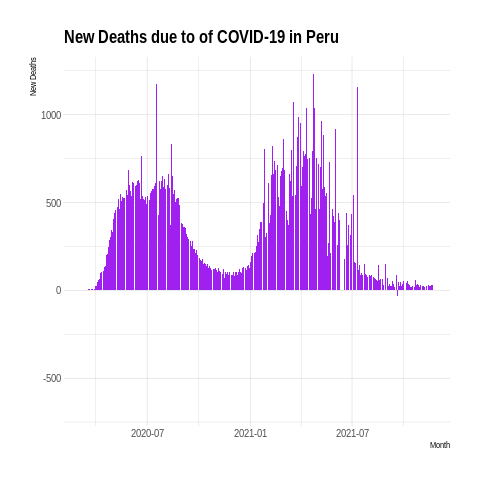 New Deaths due to of COVID-19 in Peru
New Deaths
1000
500
0
-500
2020-07
2021-01
2021-07
Month